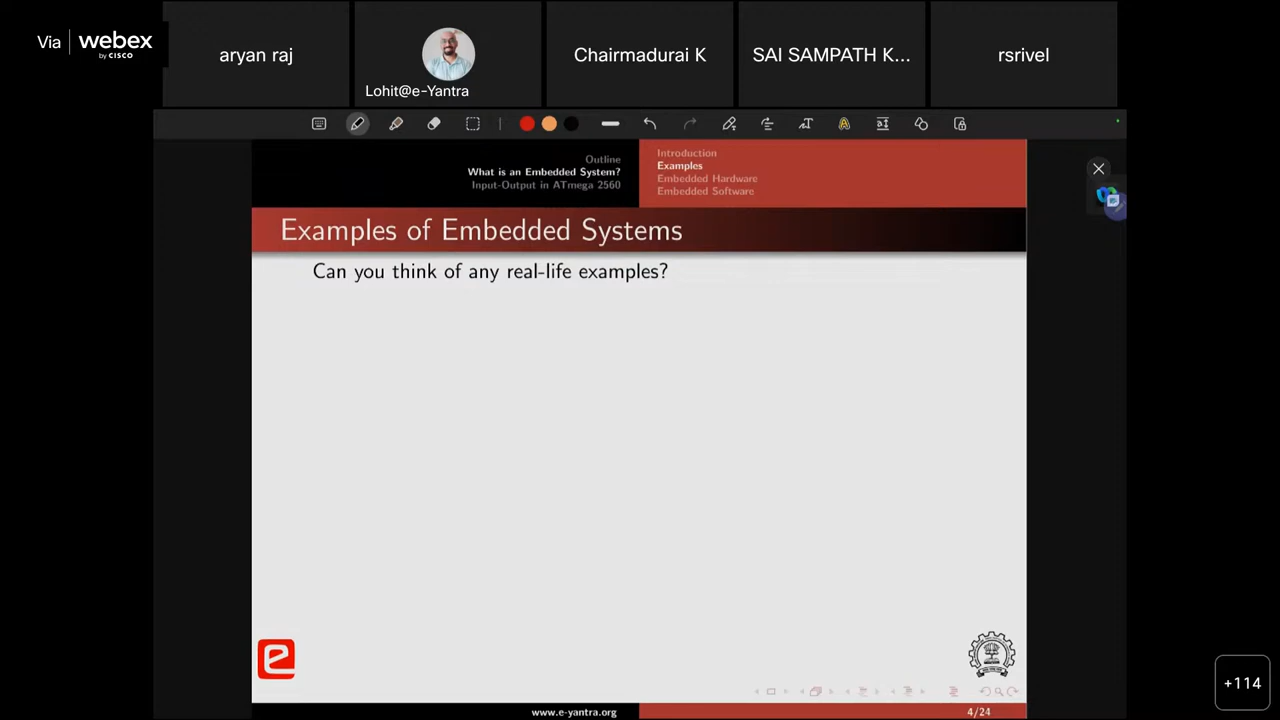 Via webex
by CISCO
aryan raj
Lohit@e-Yantra
Chairmadurai K
SAI SAMPATH K...
rsrivel
Outline
What is an Embedded System?
Input-Output in ATmega 2560
Introduction
Examples
Embedded Hardware
Embedded Software
Examples of Embedded Systems
Can you think of any real-life examples?
www.e-yantra.org
4/24
+114